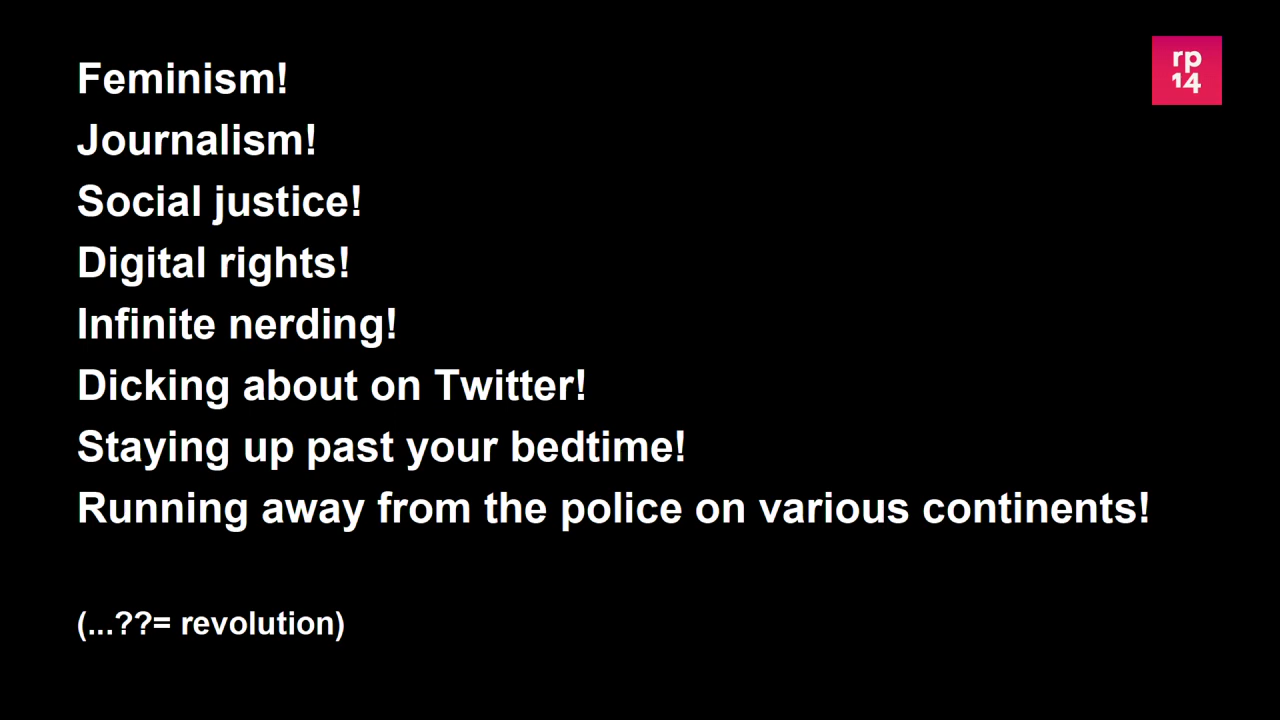 Feminism!
Journalism!
Social justice!
Digital rights!
Infinite nerding!
Dicking about on Twitter!
Staying up past your bedtime!
Running away from the police on various continents!
(...??= revolution)
rp
14